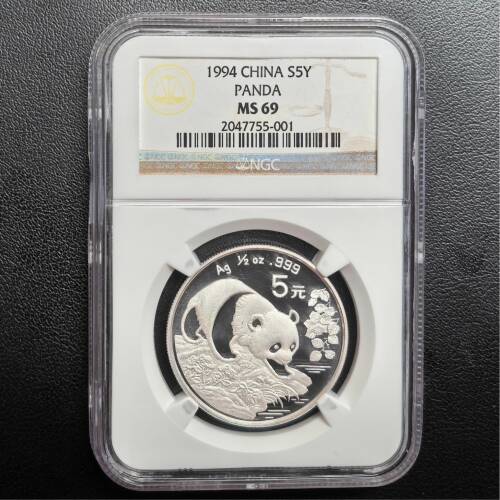 1994 CHINA S5Y
PANDA
MS 69
2047755-001
NGC
Ag ½ oz .999
5元